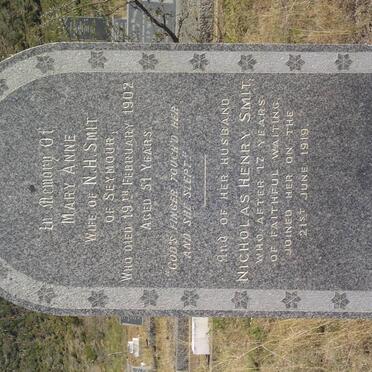 In Memory Of
MARY ANNE
WIFE OF N.H. SMIT
OF SEYMOUR,
WHO DIED 19TH FEBRUARY 1902
AGED 51 YEARS.
"GOD'S FINGER TOUCH'D HER
AND SHE SLEPT."
AND OF HER HUSBAND
NICHOLAS HENRY SMIT
WHO AFTER 17 YEARS
OF FAITHFUL WAITING,
JOINED HER ON THE
21ST JUNE 1919.